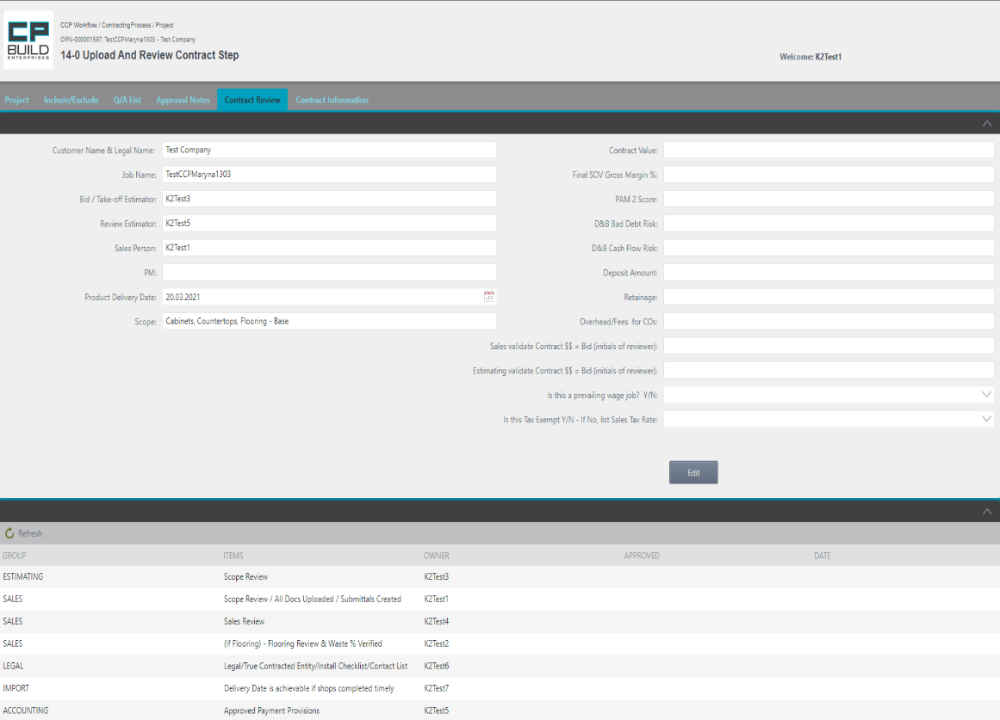 CP
BUILD
ENTERPRISES
CCP Workflow / ContractingProcess / Project
OPN-000001597: TestCCPMaryna1303 - Test Company
14-0 Upload And Review Contract Step
Welcome: K2Test1
Project Include/Exclude Q/A List Approval Notes Contract Review Contract Information
Customer Name & Legal Name: Test Company
Job Name: TestCCPMaryna1303
Bid / Take-off Estimator: K2Test3
Review Estimator: K2Test5
Sales Person: K2Test1
PM:
Product Delivery Date: 20.03.2021
Scope: Cabinets, Countertops, Flooring - Base
Contract Value:
Final SOV Gross Margin %:
PAM 2 Score:
D&B Bad Debt Risk:
D&B Cash Flow Risk:
Deposit Amount:
Retainage:
Overhead/Fees for COs:
Sales validate Contract $$ = Bid (initials of reviewer):
Estimating validate Contract $$ = Bid (initials of reviewer):
Is this a prevailing wage job? Y/N:
Is this Tax Exempt Y/N - If No, list Sales Tax Rate:
Edit
Refresh
GROUP ITEMS OWNER APPROVED DATE
ESTIMATING Scope Review K2Test3
SALES Scope Review / All Docs Uploaded / Submittals Created K2Test1
SALES Sales Review K2Test4
SALES (If Flooring) - Flooring Review & Waste % Verified K2Test2
LEGAL Legal/True Contracted Entity/Install Checklist/Contact List K2Test6
IMPORT Delivery Date is achievable if shops completed timely K2Test7
ACCOUNTING Approved Payment Provisions K2Test5